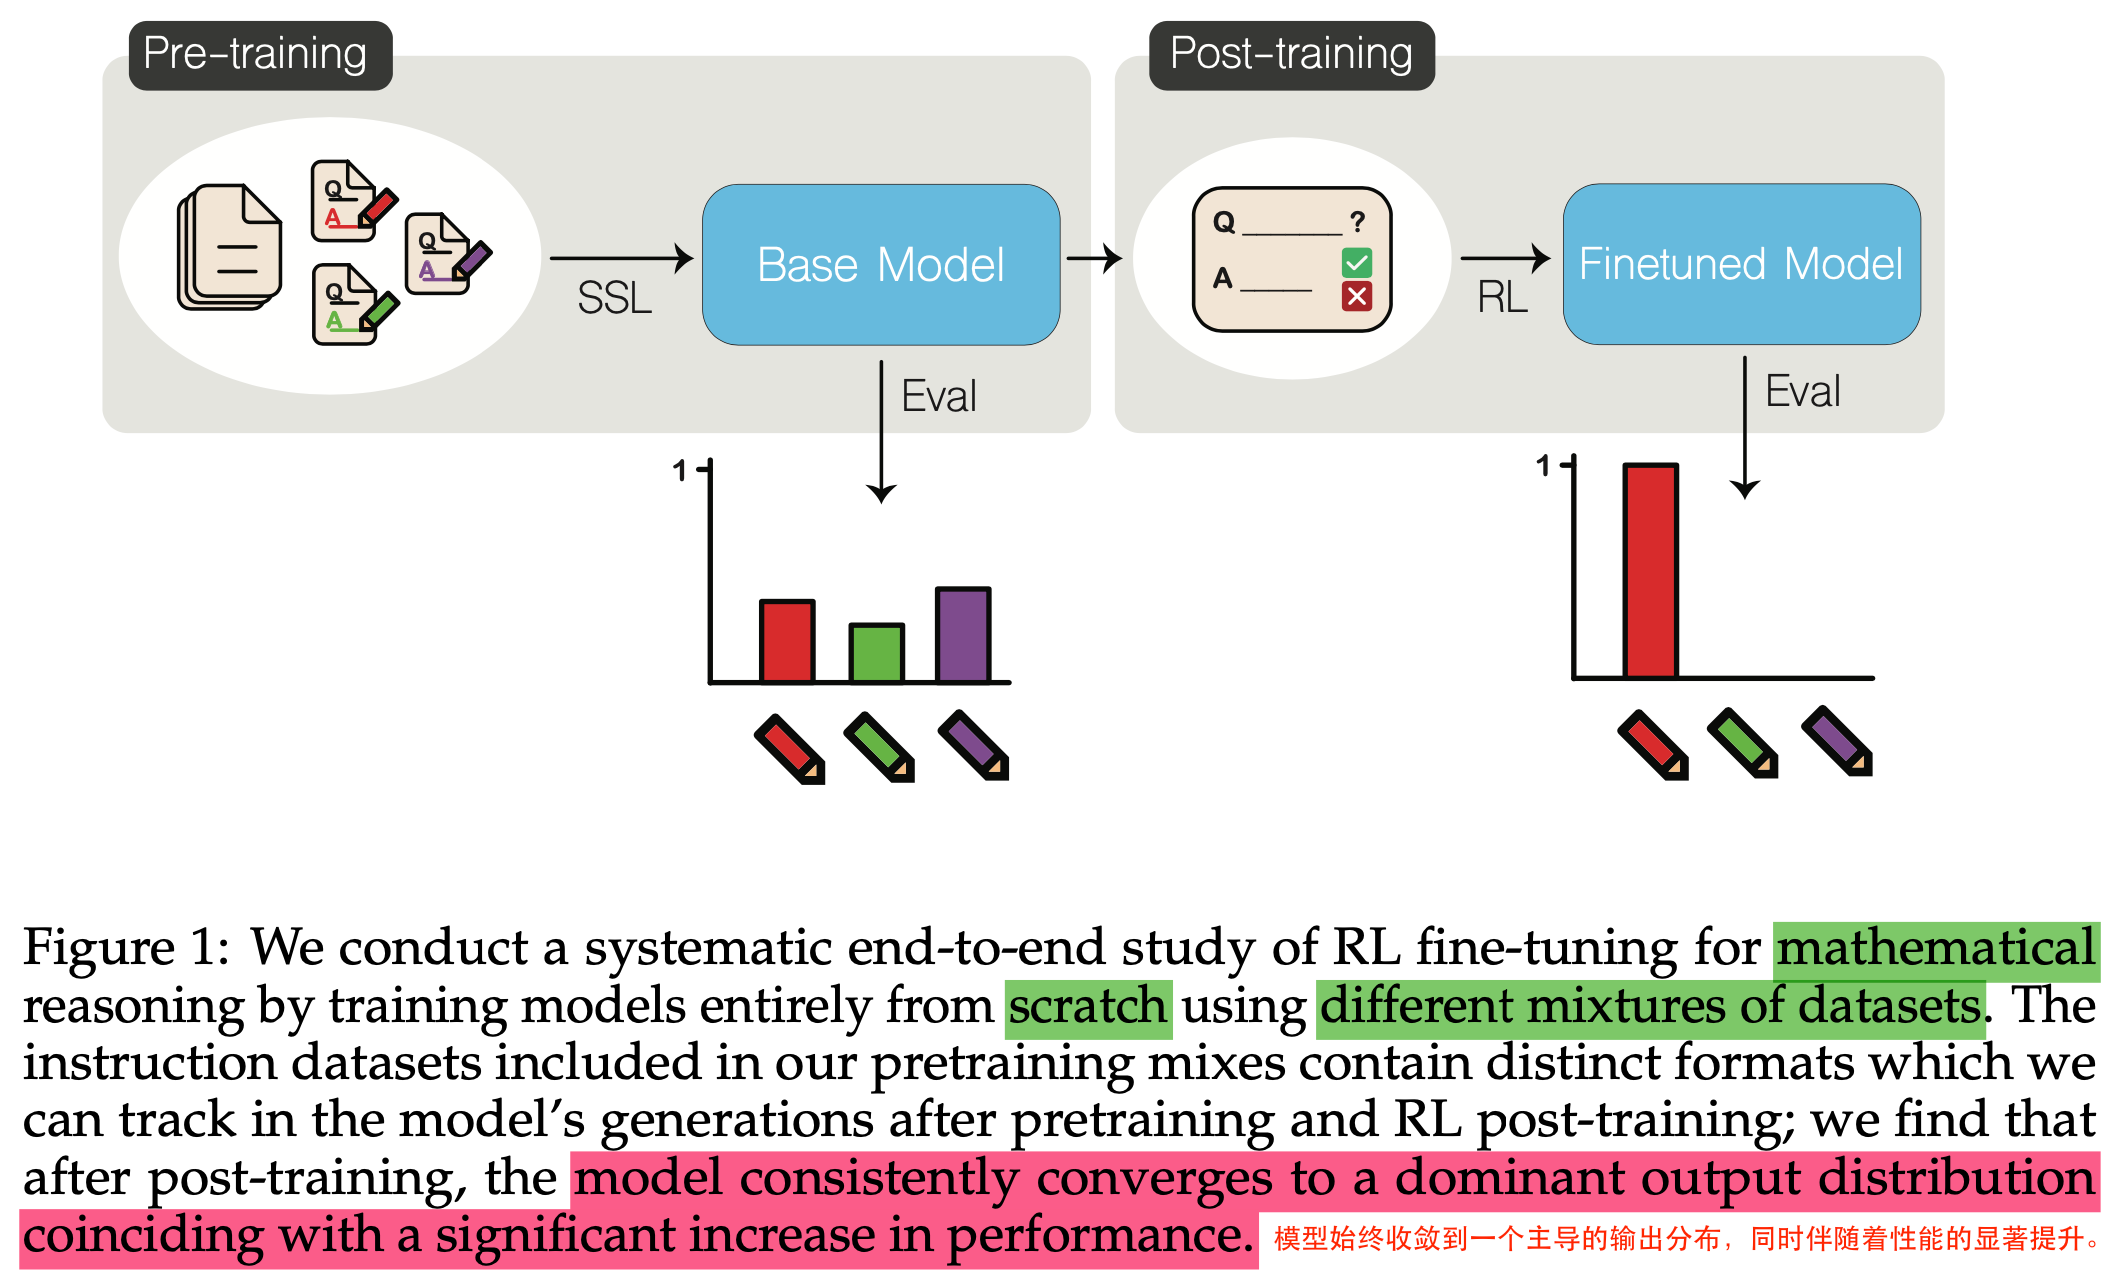 Pre-training
Post-training
Q
A
Q
A
Q
A
SSL
Base Model
Q ______ ?
A ____
RL
Finetuned Model
Eval
Eval
1
1
Figure 1: We conduct a systematic end-to-end study of RL fine-tuning for mathematical
reasoning by training models entirely from scratch using different mixtures of datasets. The
instruction datasets included in our pretraining mixes contain distinct formats which we
can track in the model's generations after pretraining and RL post-training; we find that
after post-training, the model consistently converges to a dominant output distribution
coinciding with a significant increase in performance. 模型始终收敛到一个主导的输出分布，同时伴随着性能的显著提升。